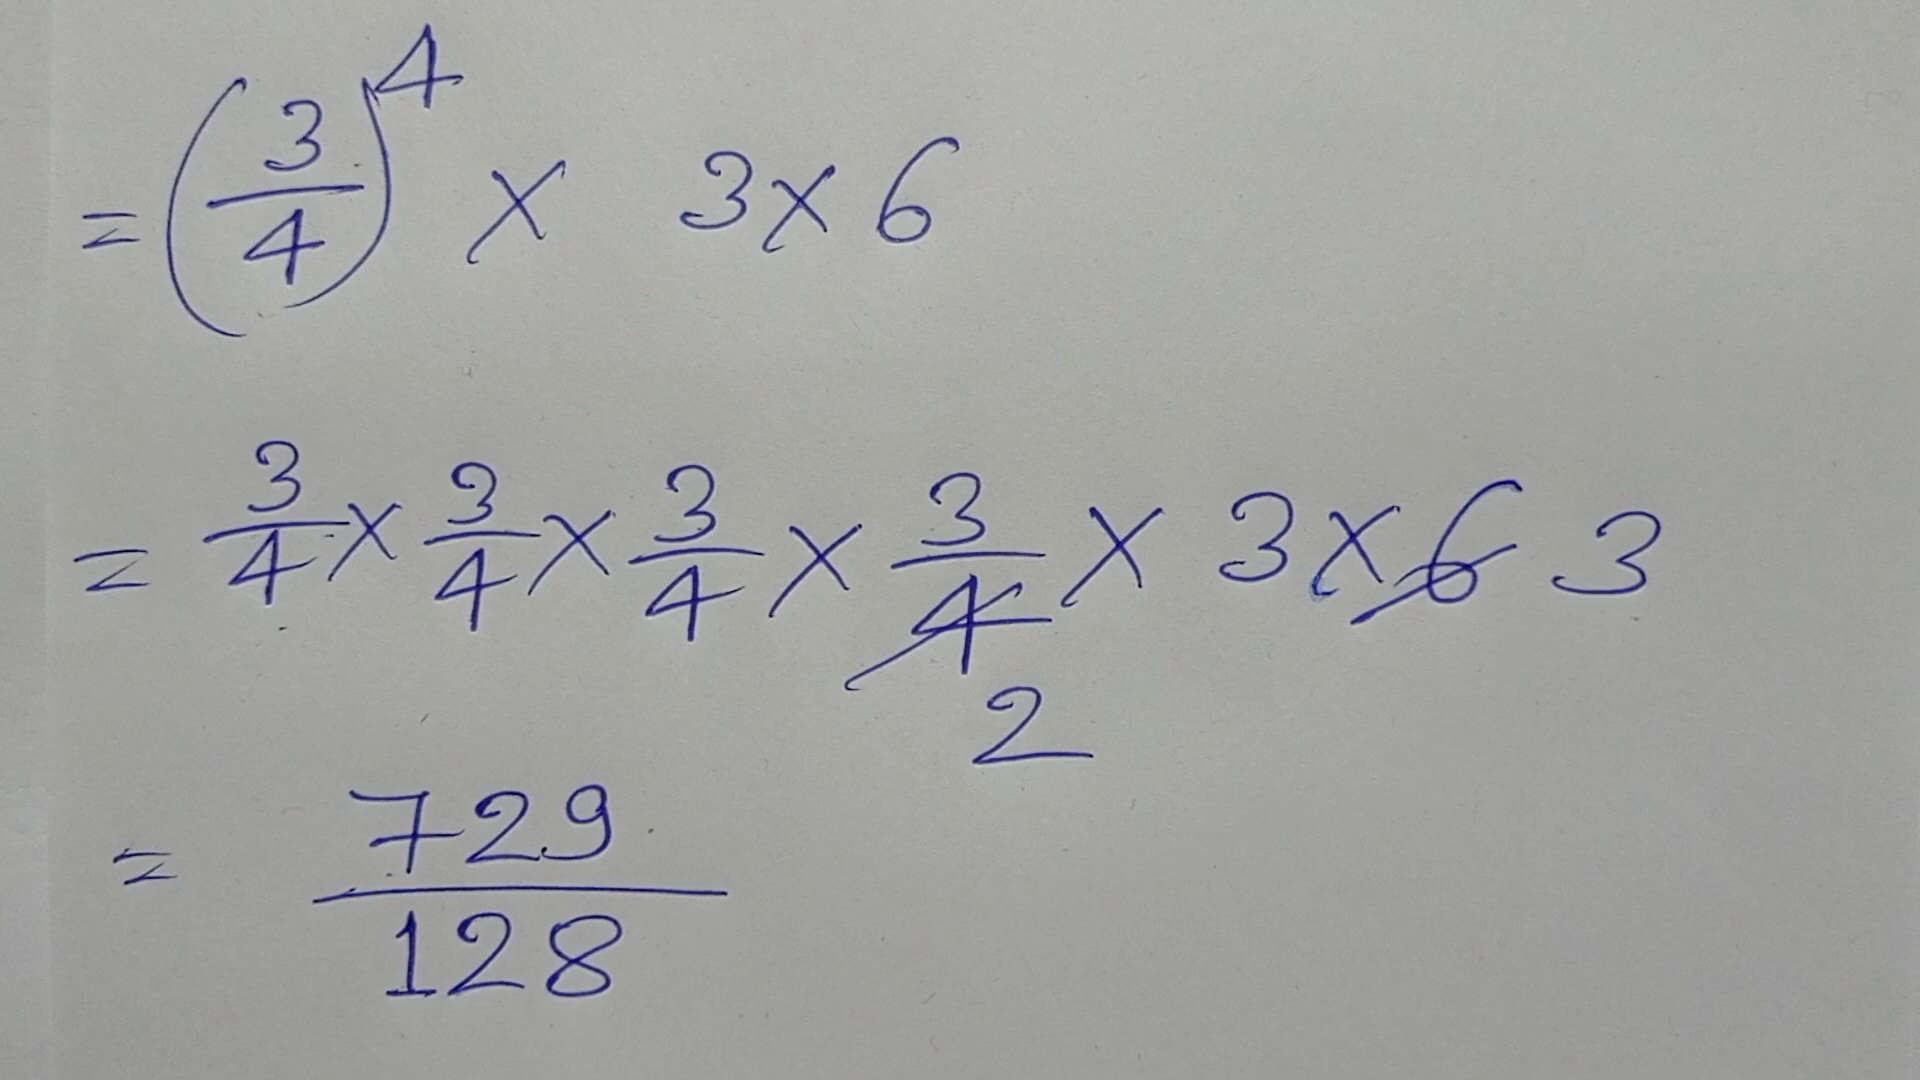 = (3/4)^4 × 3×6
= 3/4 × 3/4 × 3/4 × 3/4 × 3×6 3
2
= 729/128